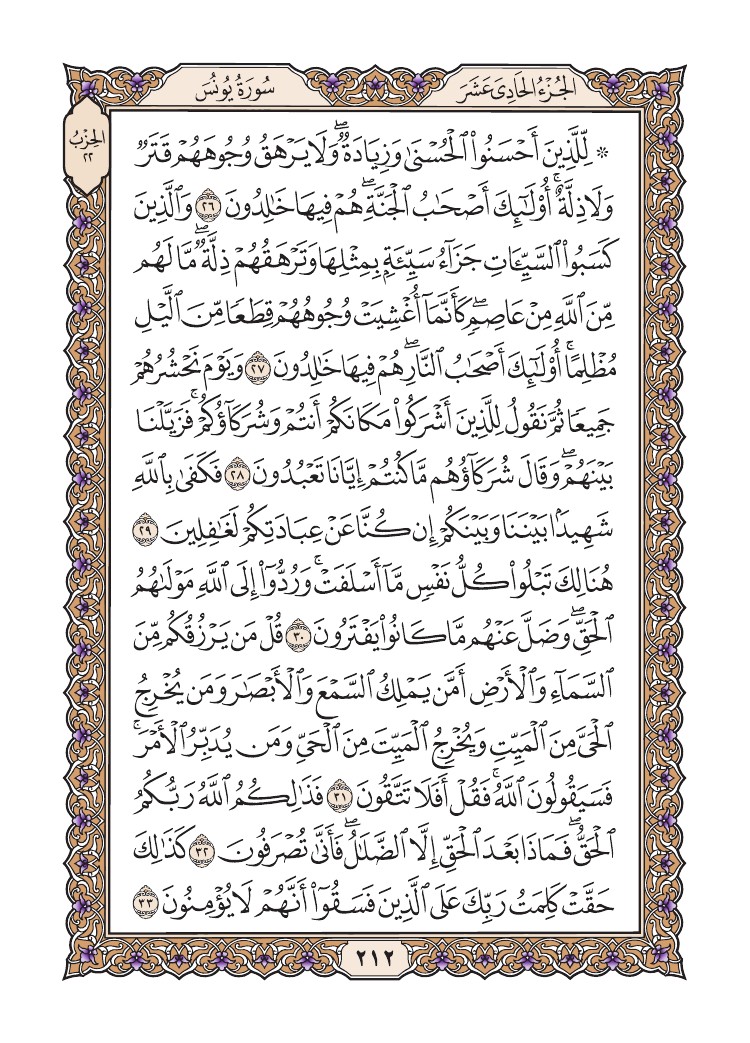 الجُزْءُ الحَادِي عَشَرَ
سُورَةُ يُونُسَ
الحِزْبُ
٢٢
۞ لِّلَّذِينَ أَحۡسَنُواْ ٱلۡحُسۡنَىٰ وَزِيَادَةٞۖ وَلَا يَرۡهَقُ وُجُوهَهُمۡ قَتَرٞ
وَلَا ذِلَّةٌۚ أُوْلَٰٓئِكَ أَصۡحَٰبُ ٱلۡجَنَّةِۖ هُمۡ فِيهَا خَٰلِدُونَ ٢٦ وَٱلَّذِينَ
كَسَبُواْ ٱلسَّيِّـَٔاتِ جَزَآءُ سَيِّئَةِۭ بِمِثۡلِهَا وَتَرۡهَقُهُمۡ ذِلَّةٞۖ مَّا لَهُم
مِّنَ ٱللَّهِ مِنۡ عَاصِمٖۖ كَأَنَّمَآ أُغۡشِيَتۡ وُجُوهُهُمۡ قِطَعٗا مِّنَ ٱلَّيۡلِ
مُظۡلِمًاۚ أُوْلَٰٓئِكَ أَصۡحَٰبُ ٱلنَّارِۖ هُمۡ فِيهَا خَٰلِدُونَ ٢٧ وَيَوۡمَ نَحۡشُرُهُمۡ
جَمِيعٗا ثُمَّ نَقُولُ لِلَّذِينَ أَشۡرَكُواْ مَكَانَكُمۡ أَنتُمۡ وَشُرَكَآؤُكُمۡۚ فَزَيَّلۡنَا
بَيۡنَهُمۡۖ وَقَالَ شُرَكَآؤُهُم مَّا كُنتُمۡ إِيَّانَا تَعۡبُدُونَ ٢٨ فَكَفَىٰ بِٱللَّهِ
شَهِيدَۢا بَيۡنَنَا وَبَيۡنَكُمۡ إِن كُنَّا عَنۡ عِبَادَتِكُمۡ لَغَٰفِلِينَ ٢٩
هُنَالِكَ تَبۡلُواْ كُلُّ نَفۡسٖ مَّآ أَسۡلَفَتۡۚ وَرُدُّوٓاْ إِلَى ٱللَّهِ مَوۡلَىٰهُمُ
ٱلۡحَقِّۖ وَضَلَّ عَنۡهُم مَّا كَانُواْ يَفۡتَرُونَ ٣٠ قُلۡ مَن يَرۡزُقُكُم مِّنَ
ٱلسَّمَآءِ وَٱلۡأَرۡضِ أَمَّن يَمۡلِكُ ٱلسَّمۡعَ وَٱلۡأَبۡصَٰرَ وَمَن يُخۡرِجُ
ٱلۡحَيَّ مِنَ ٱلۡمَيِّتِ وَيُخۡرِجُ ٱلۡمَيِّتَ مِنَ ٱلۡحَيِّ وَمَن يُدَبِّرُ ٱلۡأَمۡرَۚ
فَسَيَقُولُونَ ٱللَّهُۚ فَقُلۡ أَفَلَا تَتَّقُونَ ٣١ فَذَٰلِكُمُ ٱللَّهُ رَبُّكُمُ
ٱلۡحَقُّۖ فَمَاذَا بَعۡدَ ٱلۡحَقِّ إِلَّا ٱلضَّلَٰلُۖ فَأَنَّىٰ تُصۡرَفُونَ ٣٢ كَذَٰلِكَ
حَقَّتۡ كَلِمَتُ رَبِّكَ عَلَى ٱلَّذِينَ فَسَقُوٓاْ أَنَّهُمۡ لَا يُؤۡمِنُونَ ٣٣
٢١٢